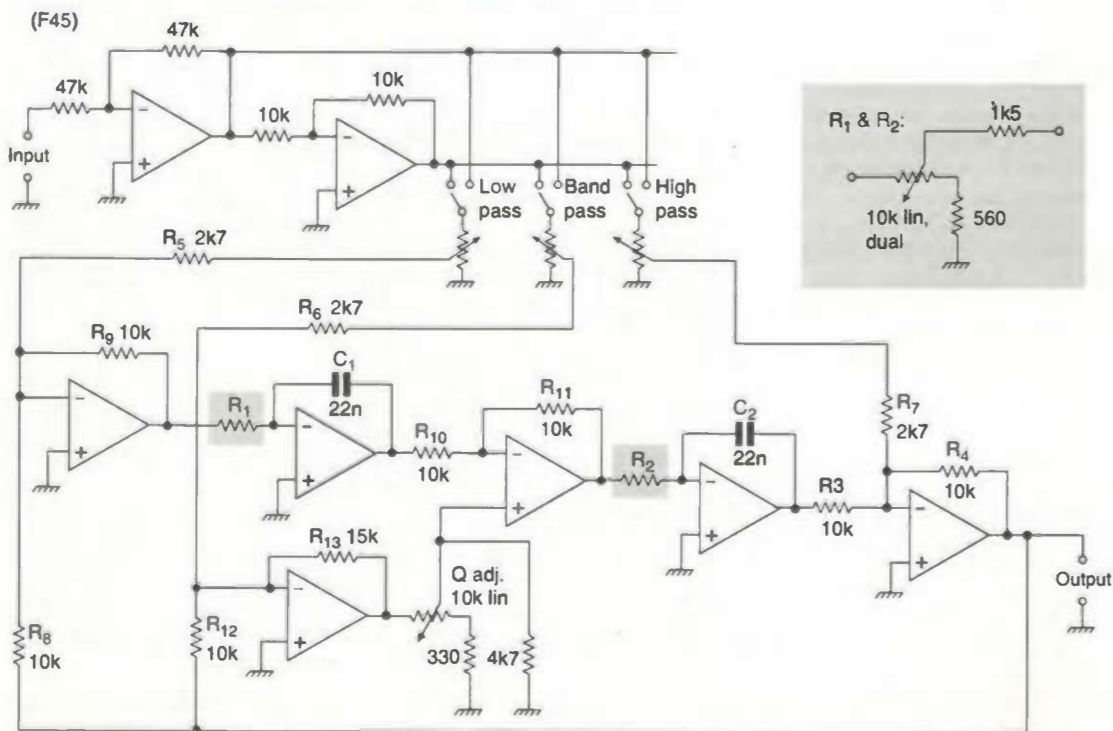 (F45)
47k
47k
10k
10k
Input
Low pass
Band pass
High pass
R1 & R2:
1k5
10k lin, dual
560
R5 2k7
R6 2k7
R9 10k
R1
C1
22n
R10
10k
R11
10k
R2
C2
22n
R3
10k
R7
2k7
R4
10k
Output
R13 15k
Q adj.
10k lin
R8
10k
R12
10k
330
4k7